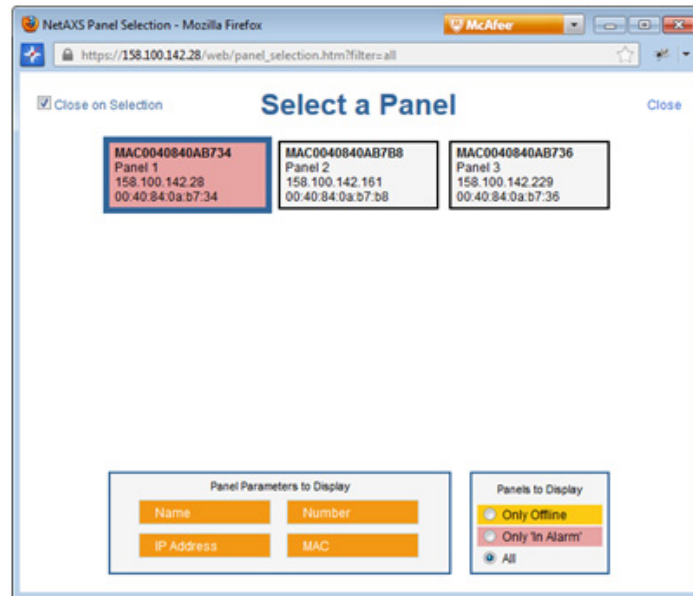 NetAXS Panel Selection - Mozilla Firefox
McAfee
https://158.100.142.28/web/panel_selection.htm?filter=all
Close on Selection
Select a Panel
Close
MAC0040840AB734
Panel 1
158.100.142.28
00:40:84:0a:b7:34
MAC0040840AB7B8
Panel 2
158.100.142.161
00:40:84:0a:b7:b8
MAC0040840AB736
Panel 3
158.100.142.229
00:40:84:0a:b7:36
Panel Parameters to Display
Name
Number
IP Address
MAC
Panels to Display
Only Offline
Only 'In Alarm'
All